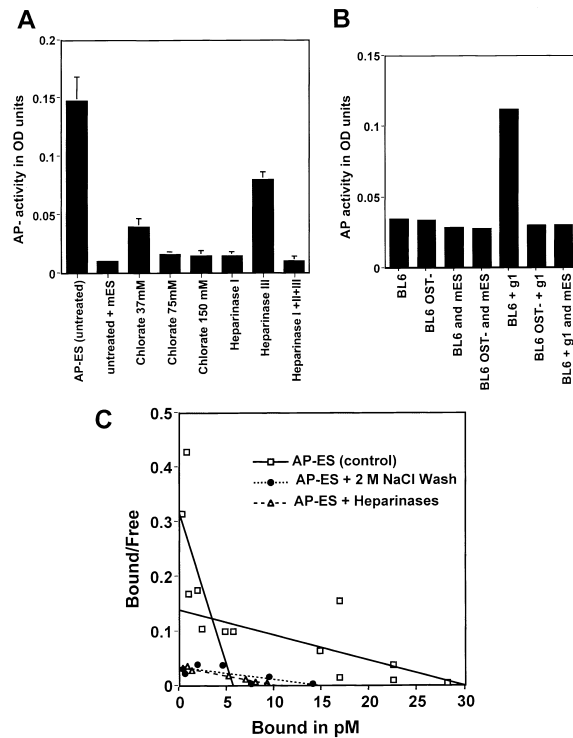 A
AP- activity in OD units
0.2
0.15
0.1
0.05
0
AP-ES (untreated)
untreated + mES
Chlorate 37mM
Chlorate 75mM
Chlorate 150 mM
Heparinase I
Heparinase III
Heparinase I +II+III
B
AP activity in OD units
0.15
0.1
0.05
0
BL6
BL6 OST-
BL6 and mES
BL6 OST- and mES
BL6 + g1
BL6 OST- + g1
BL6 + g1 and mES
C
Bound/Free
0.5
0.4
0.3
0.2
0.1
0
AP-ES (control)
AP-ES + 2 M NaCl Wash
AP-ES + Heparinases
0 5 10 15 20 25 30
Bound in pM